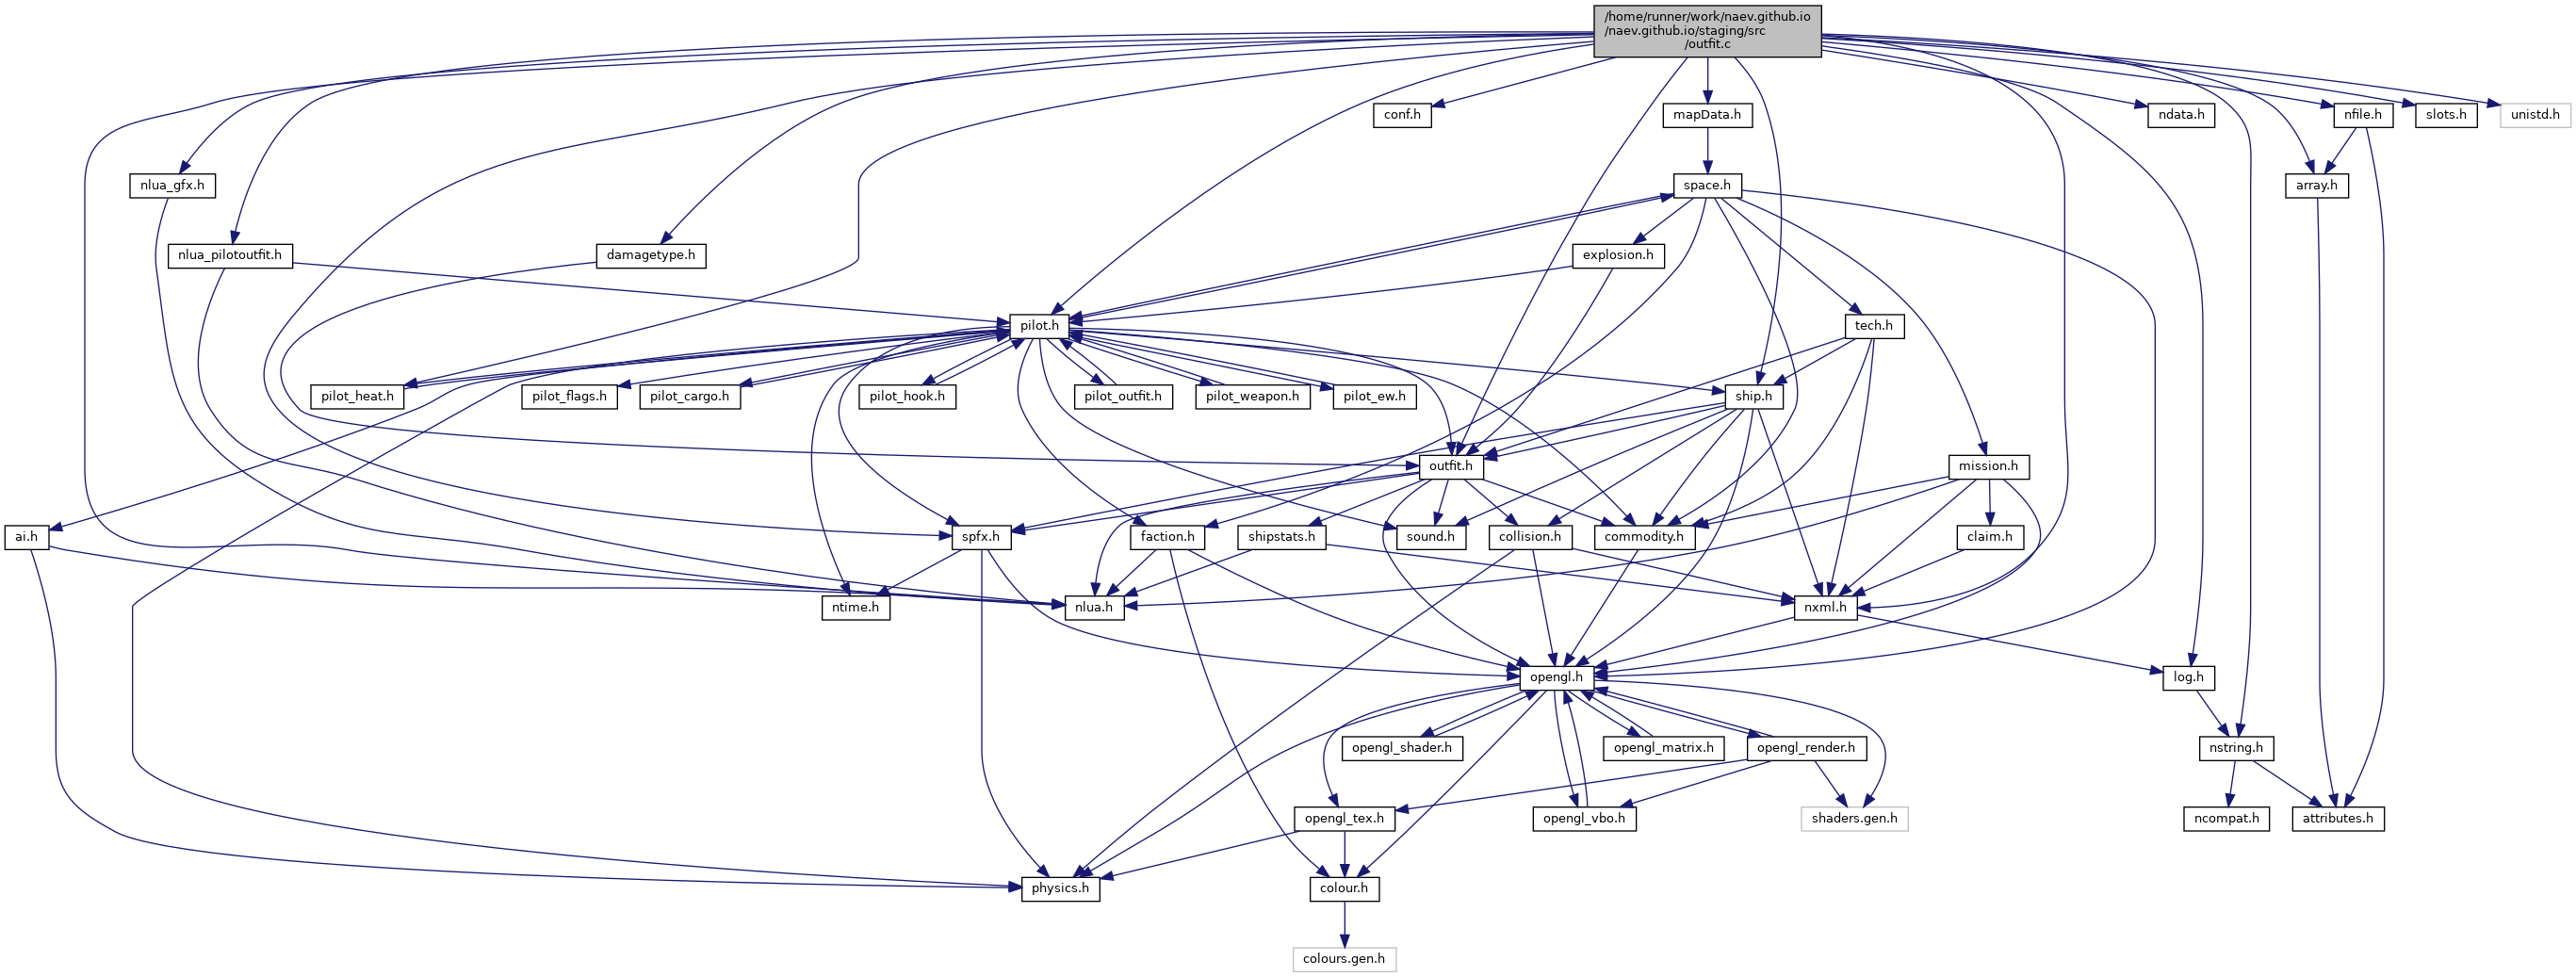 /home/runner/work/naev.github.io
/naev.github.io/staging/src
/outfit.c
conf.h
mapData.h
ndata.h
nfile.h
slots.h
unistd.h
nlua_gfx.h
space.h
array.h
nlua_pilotoutfit.h
damagetype.h
explosion.h
pilot.h
tech.h
pilot_heat.h
pilot_flags.h
pilot_cargo.h
pilot_hook.h
pilot_outfit.h
pilot_weapon.h
pilot_ew.h
ship.h
outfit.h
mission.h
ai.h
spfx.h
faction.h
shipstats.h
sound.h
collision.h
commodity.h
claim.h
ntime.h
nlua.h
nxml.h
opengl.h
log.h
opengl_shader.h
opengl_matrix.h
opengl_render.h
nstring.h
opengl_tex.h
opengl_vbo.h
shaders.gen.h
ncompat.h
attributes.h
physics.h
colour.h
colours.gen.h